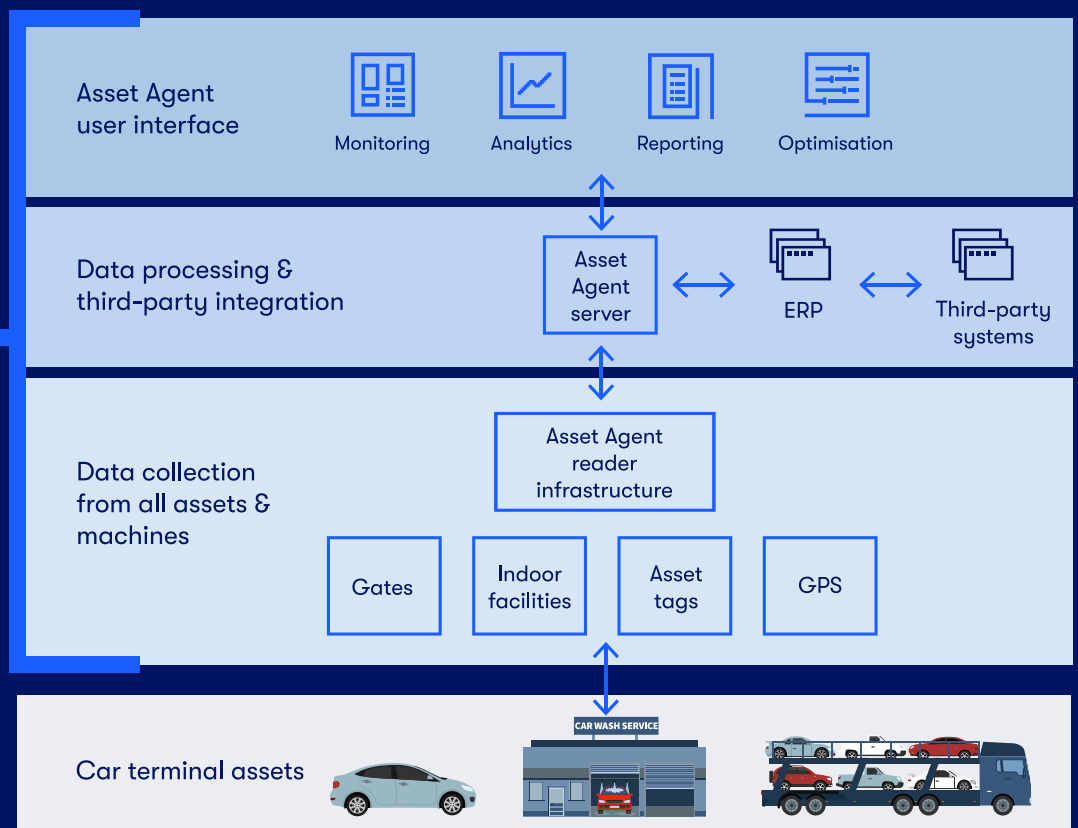 Asset Agent
user interface
Monitoring
Analytics
Reporting
Optimisation
Data processing &
third-party integration
Asset
Agent
server
ERP
Third-party
systems
Data collection
from all assets &
machines
Asset Agent
reader
infrastructure
Gates
Indoor
facilities
Asset
tags
GPS
Car terminal assets
CAR WASH SERVICE